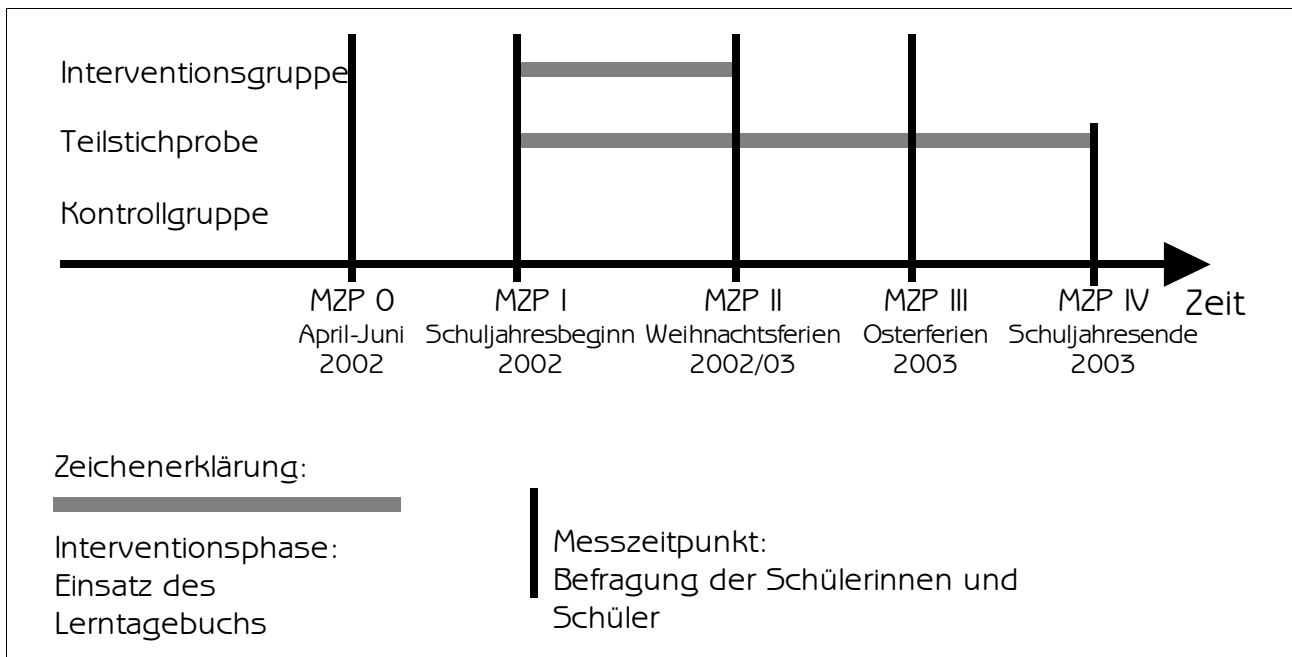 Interventionsgruppe
Teilstichprobe
Kontrollgruppe
MZP 0
April-Juni
2002
MZP I
Schuljahresbeginn
2002
MZP II
Weihnachtsferien
2002/03
MZP III
Osterferien
2003
MZP IV
Schuljahresende
2003
Zeit
Zeichenerklärung:
Interventionsphase:
Einsatz des
Lerntagebuchs
Messzeitpunkt:
Befragung der Schülerinnen und
Schüler